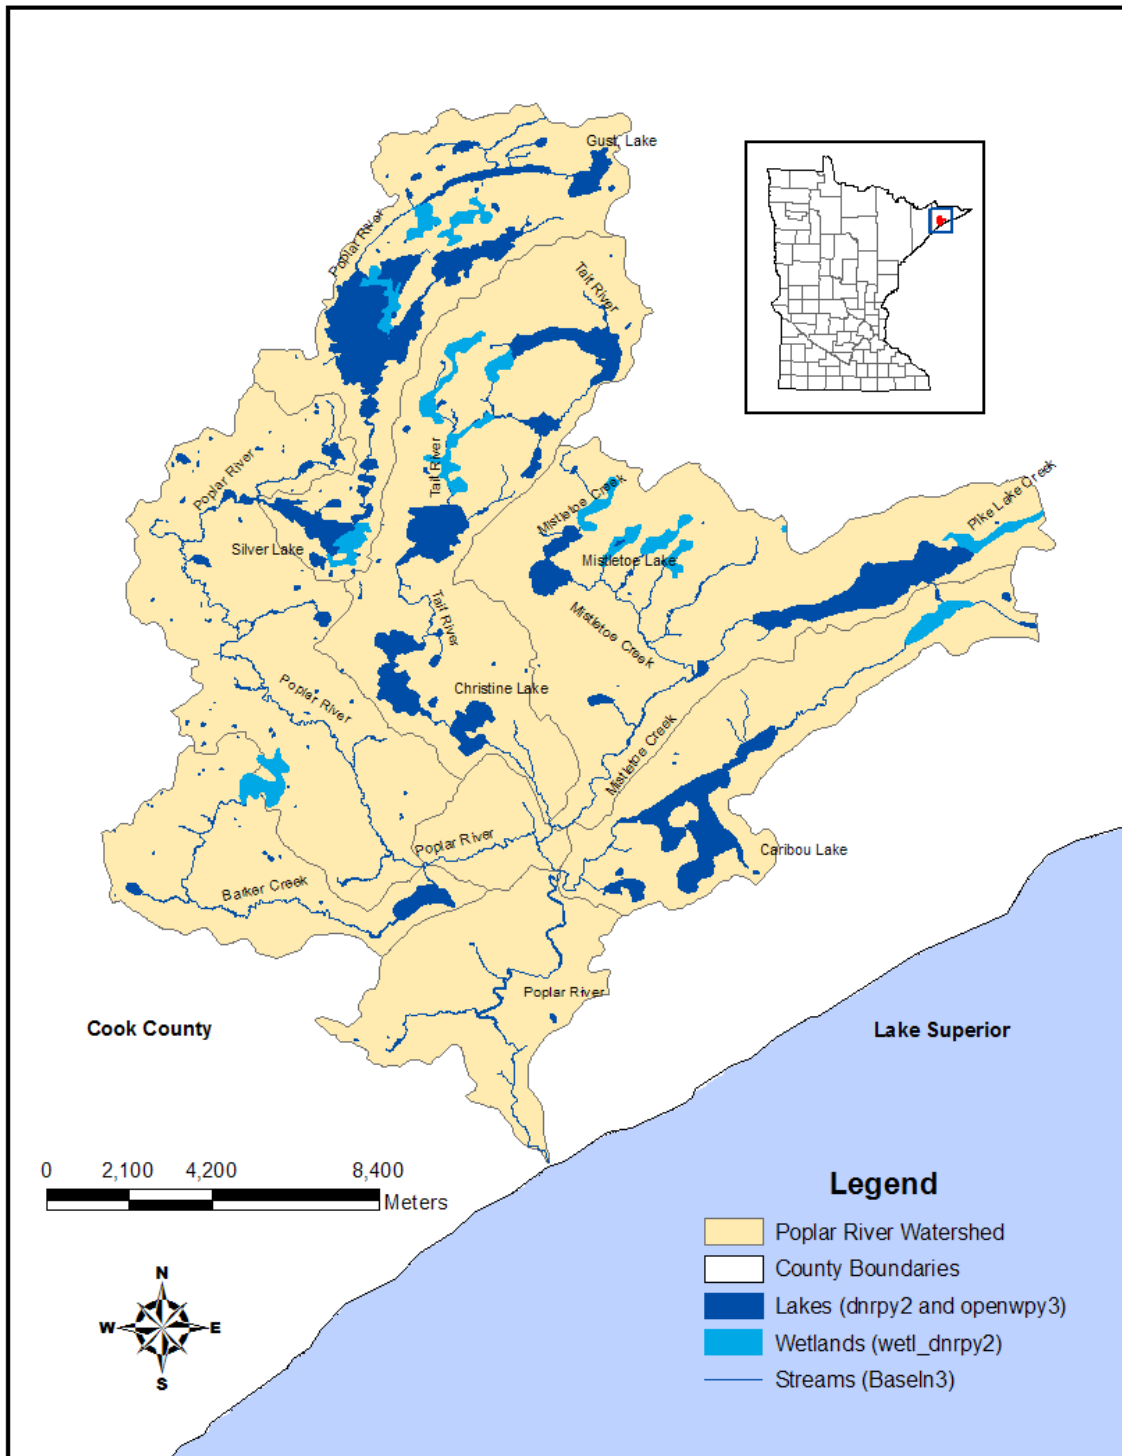 Gust Lake
Poplar River
Tait River
Tait River
Poplar River
Pike Lake Creek
Mistletoe Creek
Silver Lake
Mistletoe Lake
Tait River
Mistletoe Creek
Poplar River
Christine Lake
Mistletoe Creek
Poplar River
Caribou Lake
Barker Creek
Poplar River
Cook County
Lake Superior
0 2,100 4,200 8,400
Meters
N
W E
S
Legend
Poplar River Watershed
County Boundaries
Lakes (dnrpy2 and openwpy3)
Wetlands (wetl_dnrpy2)
Streams (Baseln3)